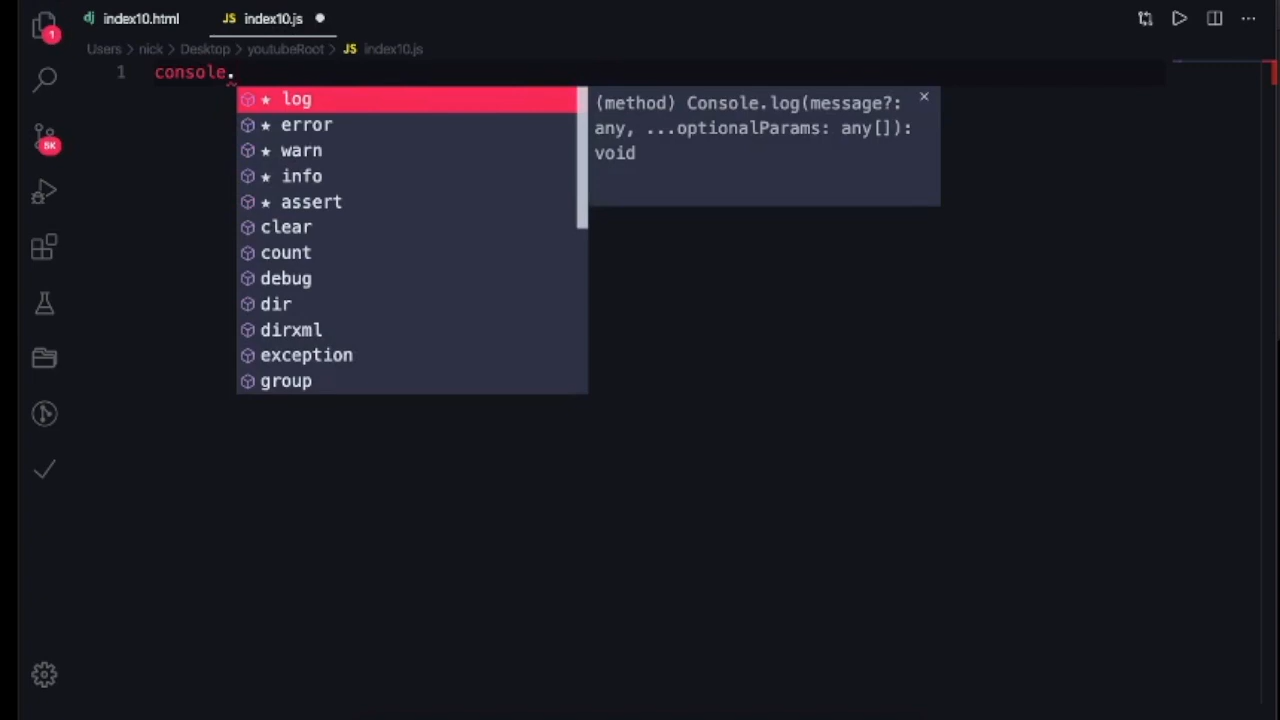 index10.html
JS index10.js
Users > nick > Desktop > youtubeRoot > JS index10.js
1 console.
★ log
★ error
★ warn
★ info
★ assert
clear
count
debug
dir
dirxml
exception
group
(method) Console.log(message?:
any, ...optionalParams: any[]):
void
1
5K